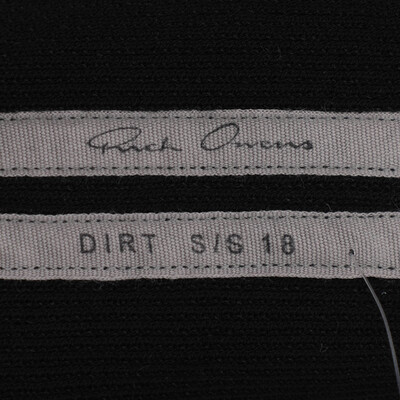 Rick Owens
DIRT S/S 18